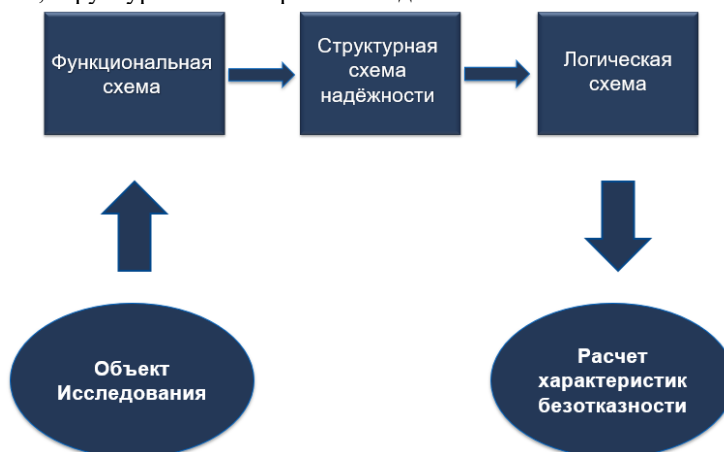 Функциональная
схема
Структурная
схема
надёжности
Логическая
схема
Объект
Исследования
Расчет
характеристик
безотказности